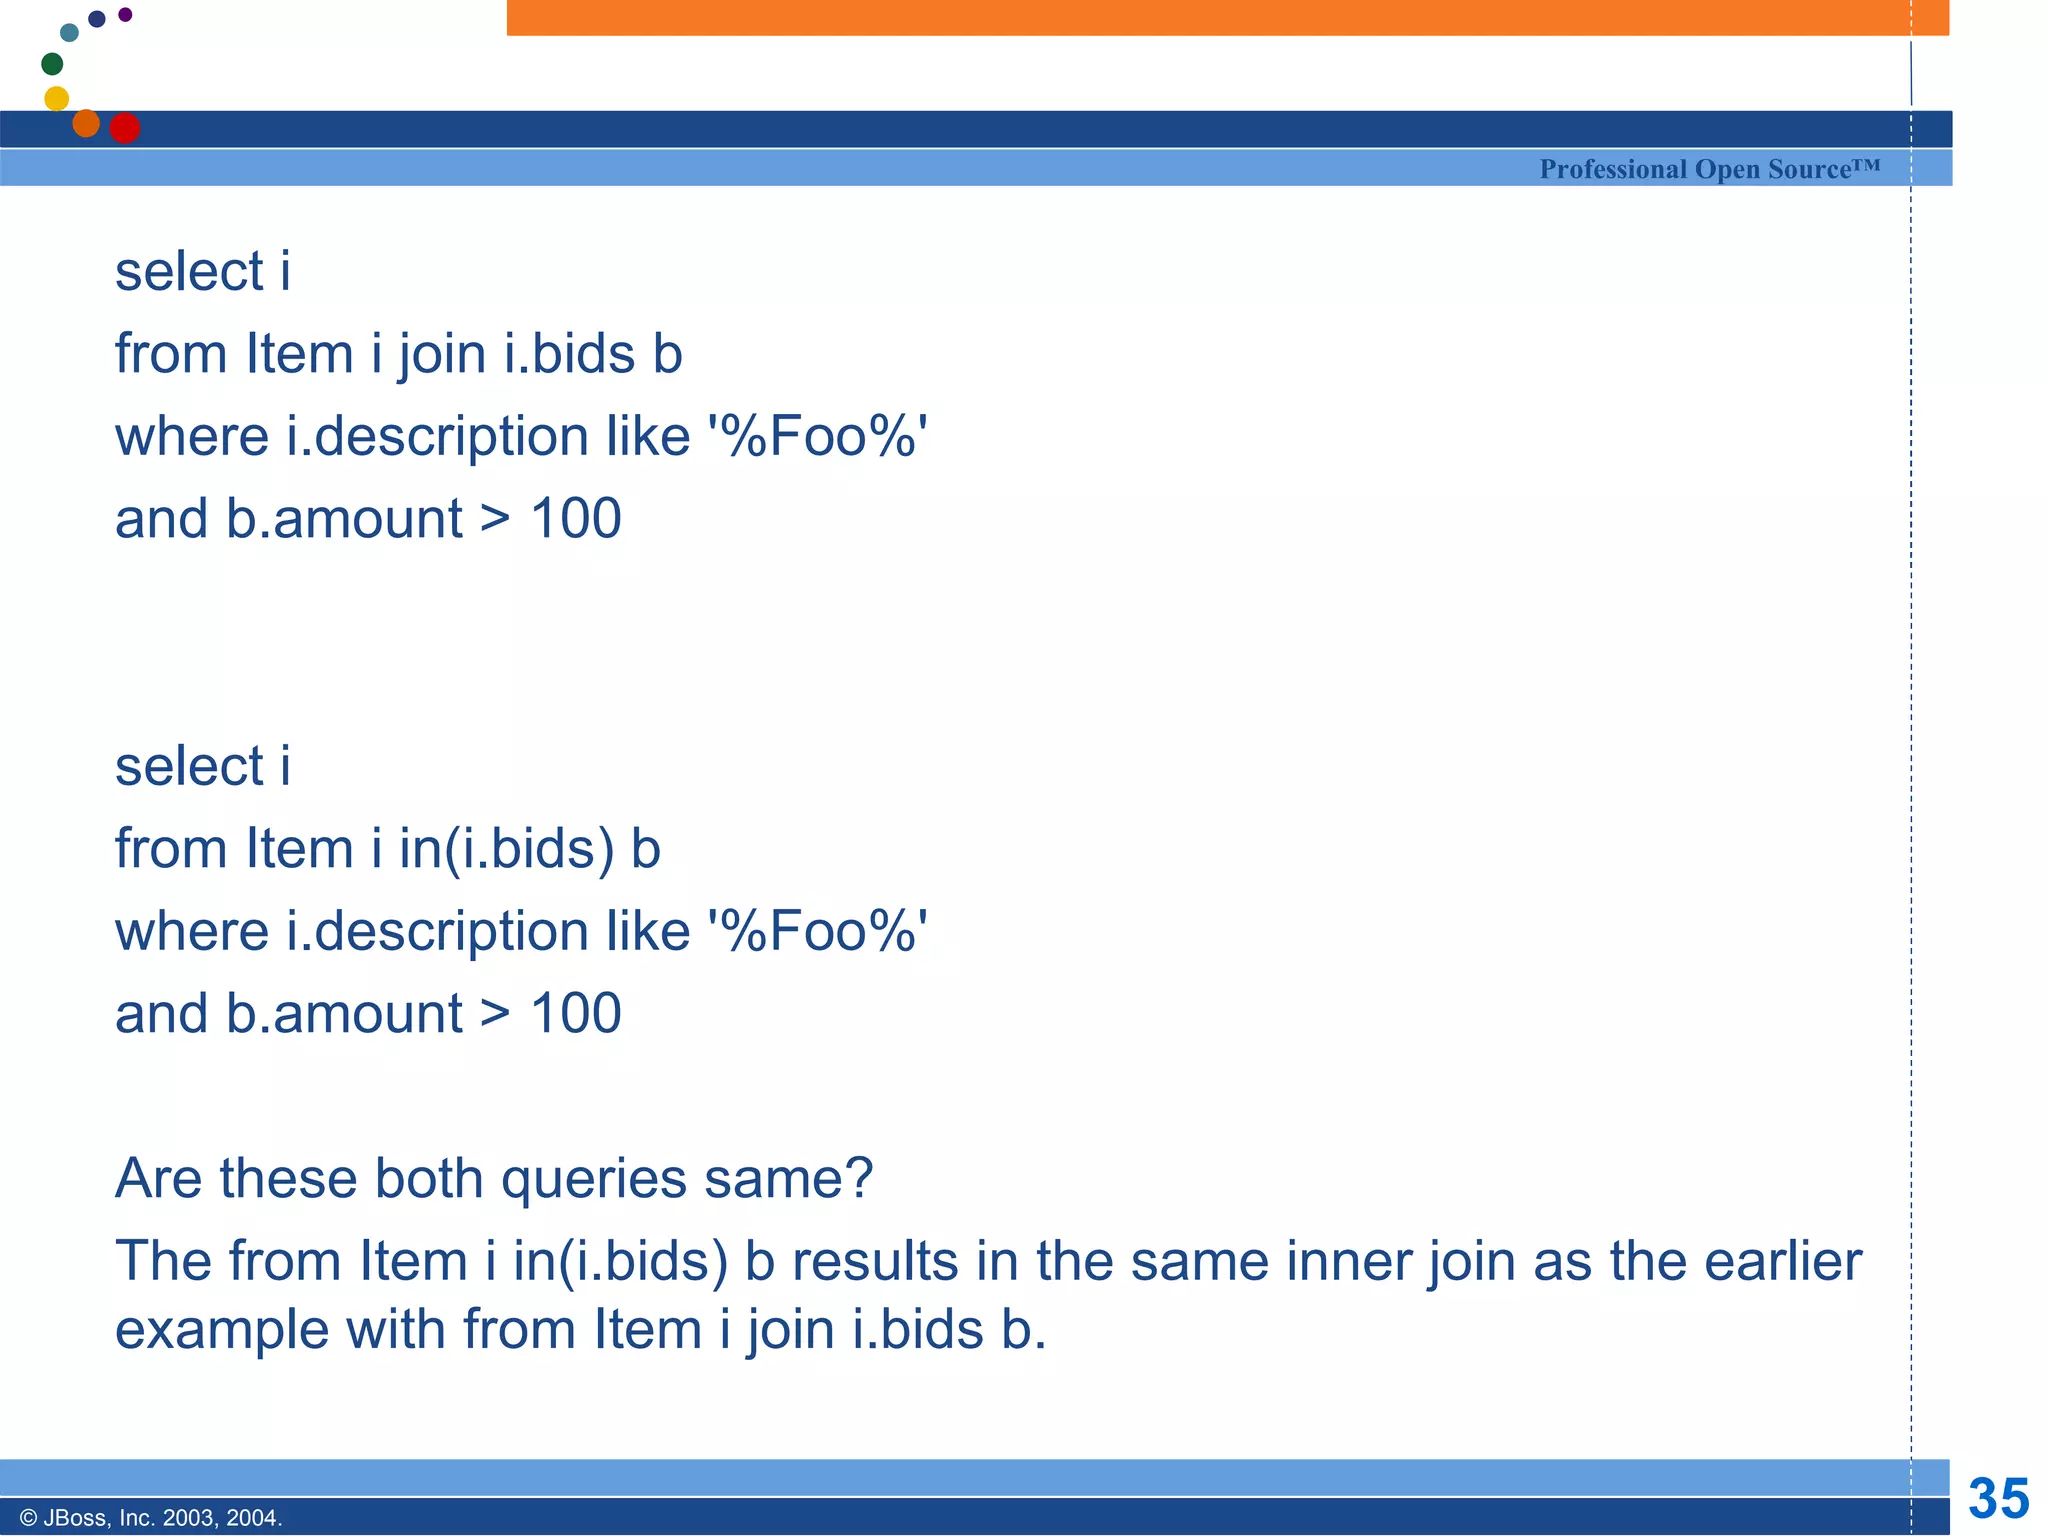 Professional Open Source™
select i
from Item i join i.bids b
where i.description like '%Foo%'
and b.amount > 100
select i
from Item i in(i.bids) b
where i.description like '%Foo%'
and b.amount > 100
Are these both queries same?
The from Item i in(i.bids) b results in the same inner join as the earlier
example with from Item i join i.bids b.
© JBoss, Inc. 2003, 2004.
35